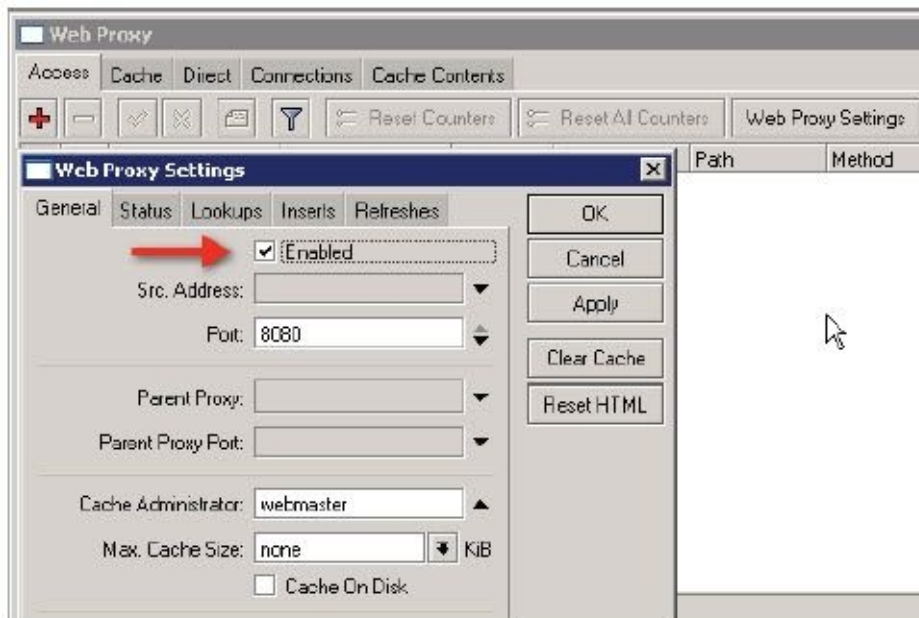 Web Proxy
Access Cache Direct Connections Cache Contents
Reset Counters Reset All Counters Web Proxy Settings
Path Method
Web Proxy Settings
General Status Lookups Inserts Refreshes
OK
Enabled
Cancel
Src. Address:
Apply
Port: 8080
Clear Cache
Parent Proxy:
Reset HTML
Parent Proxy Port:
Cache Administrator: webmaster
Max. Cache Size: none KiB
Cache On Disk